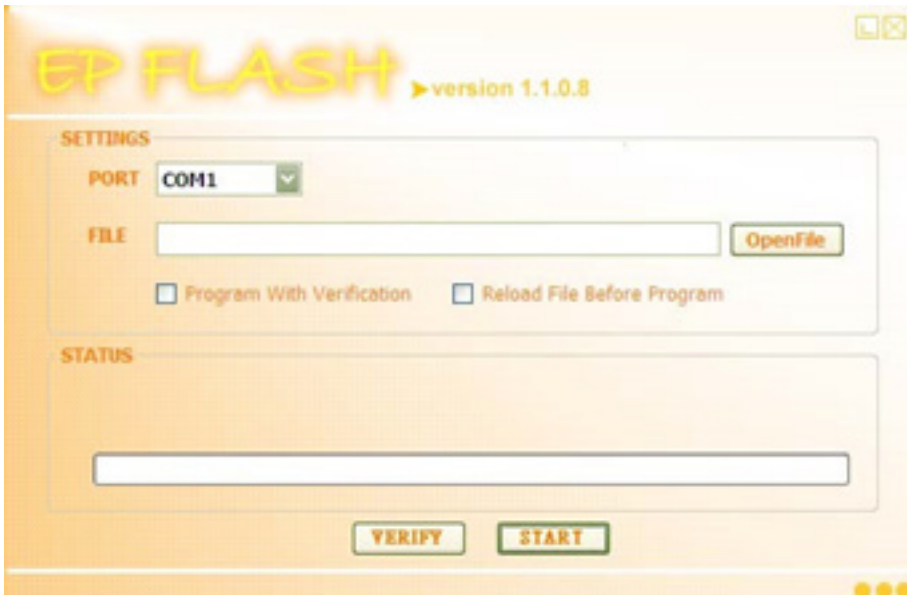 EP FLASH
version 1.1.0.8
SETTINGS
PORT COM1
FILE OpenFile
Program With Verification Reload File Before Program
STATUS
VERIFY START